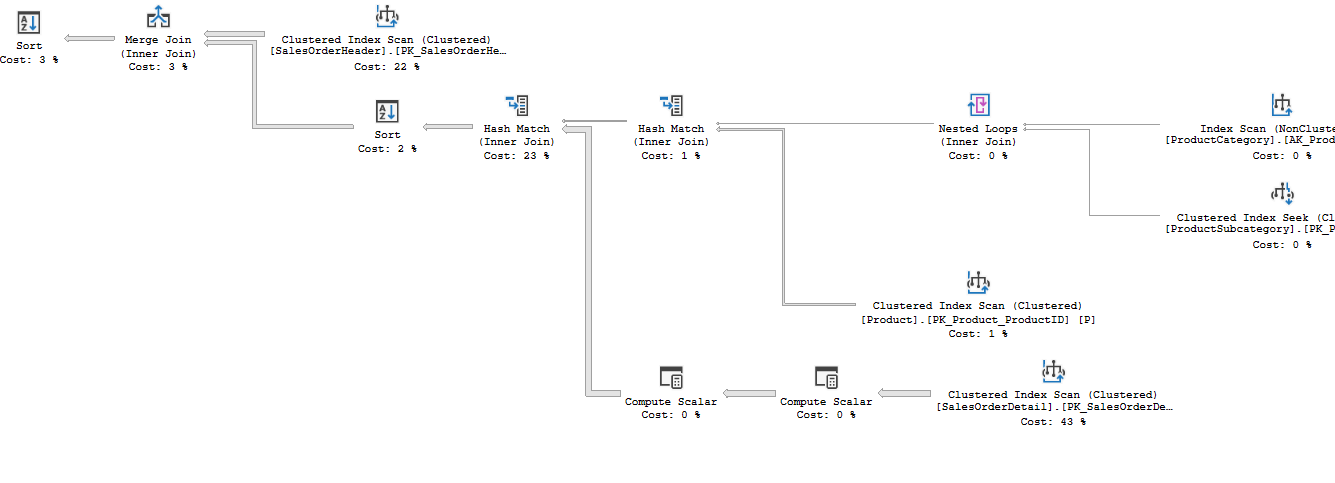 Sort
Cost: 3 %
Merge Join
(Inner Join)
Cost: 3 %
Clustered Index Scan (Clustered)
[SalesOrderHeader].[PK_SalesOrderHe…
Cost: 22 %
Sort
Cost: 2 %
Hash Match
(Inner Join)
Cost: 23 %
Hash Match
(Inner Join)
Cost: 1 %
Nested Loops
(Inner Join)
Cost: 0 %
Index Scan (NonCluste
[ProductCategory].[AK_Prod
Cost: 0 %
Clustered Index Seek (Cl
[ProductSubcategory].[PK_P
Cost: 0 %
Clustered Index Scan (Clustered)
[Product].[PK_Product_ProductID] [P]
Cost: 1 %
Compute Scalar
Cost: 0 %
Compute Scalar
Cost: 0 %
Clustered Index Scan (Clustered)
[SalesOrderDetail].[PK_SalesOrderDe…
Cost: 43 %